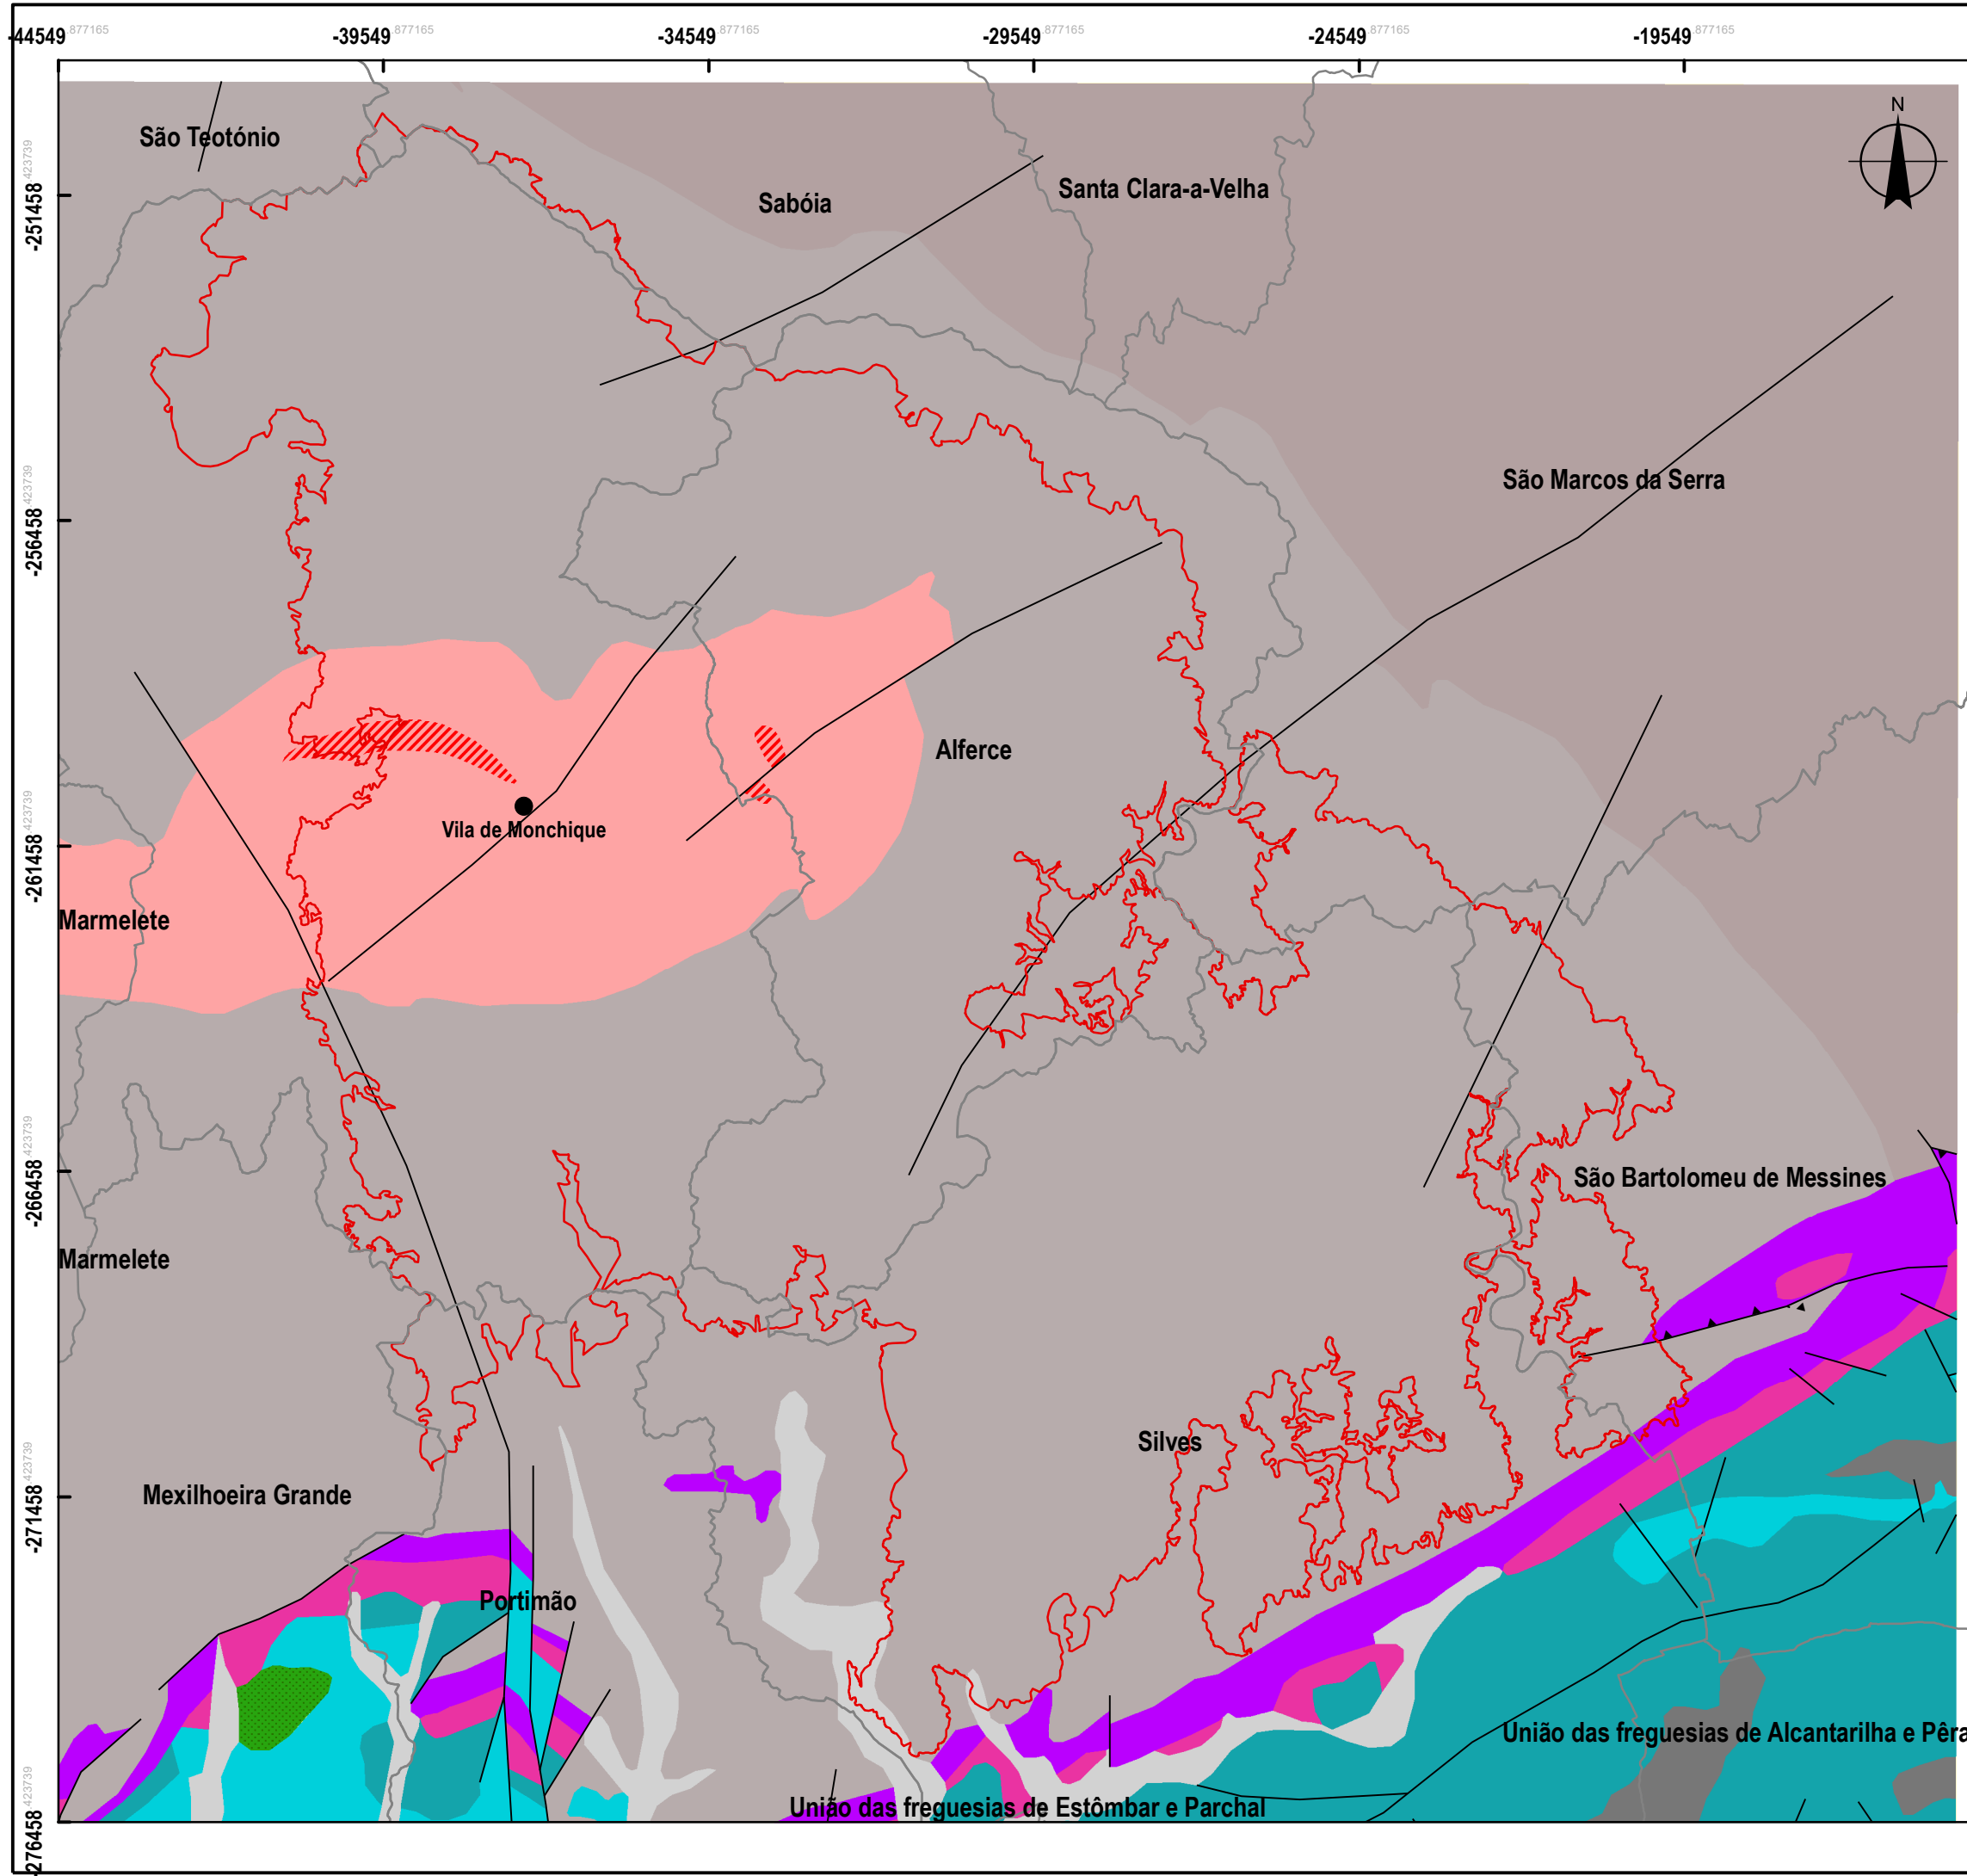 -44549.877165
-39549.877165
-34549.877165
-29549.877165
-24549.877165
-19549.877165
N
São Teotónio
Sabóia
Santa Clara-a-Velha
-251458.423739
São Marcos da Serra
-256458.423739
Alferce
Vila de Monchique
-261458.423739
Marmelete
-266458.423739
São Bartolomeu de Messines
Marmelete
Silves
Mexilhoeira Grande
-271458.423739
Portimão
União das freguesias de Alcantarilha e Pêra
União das freguesias de Estômbar e Parchal
-276458.423739